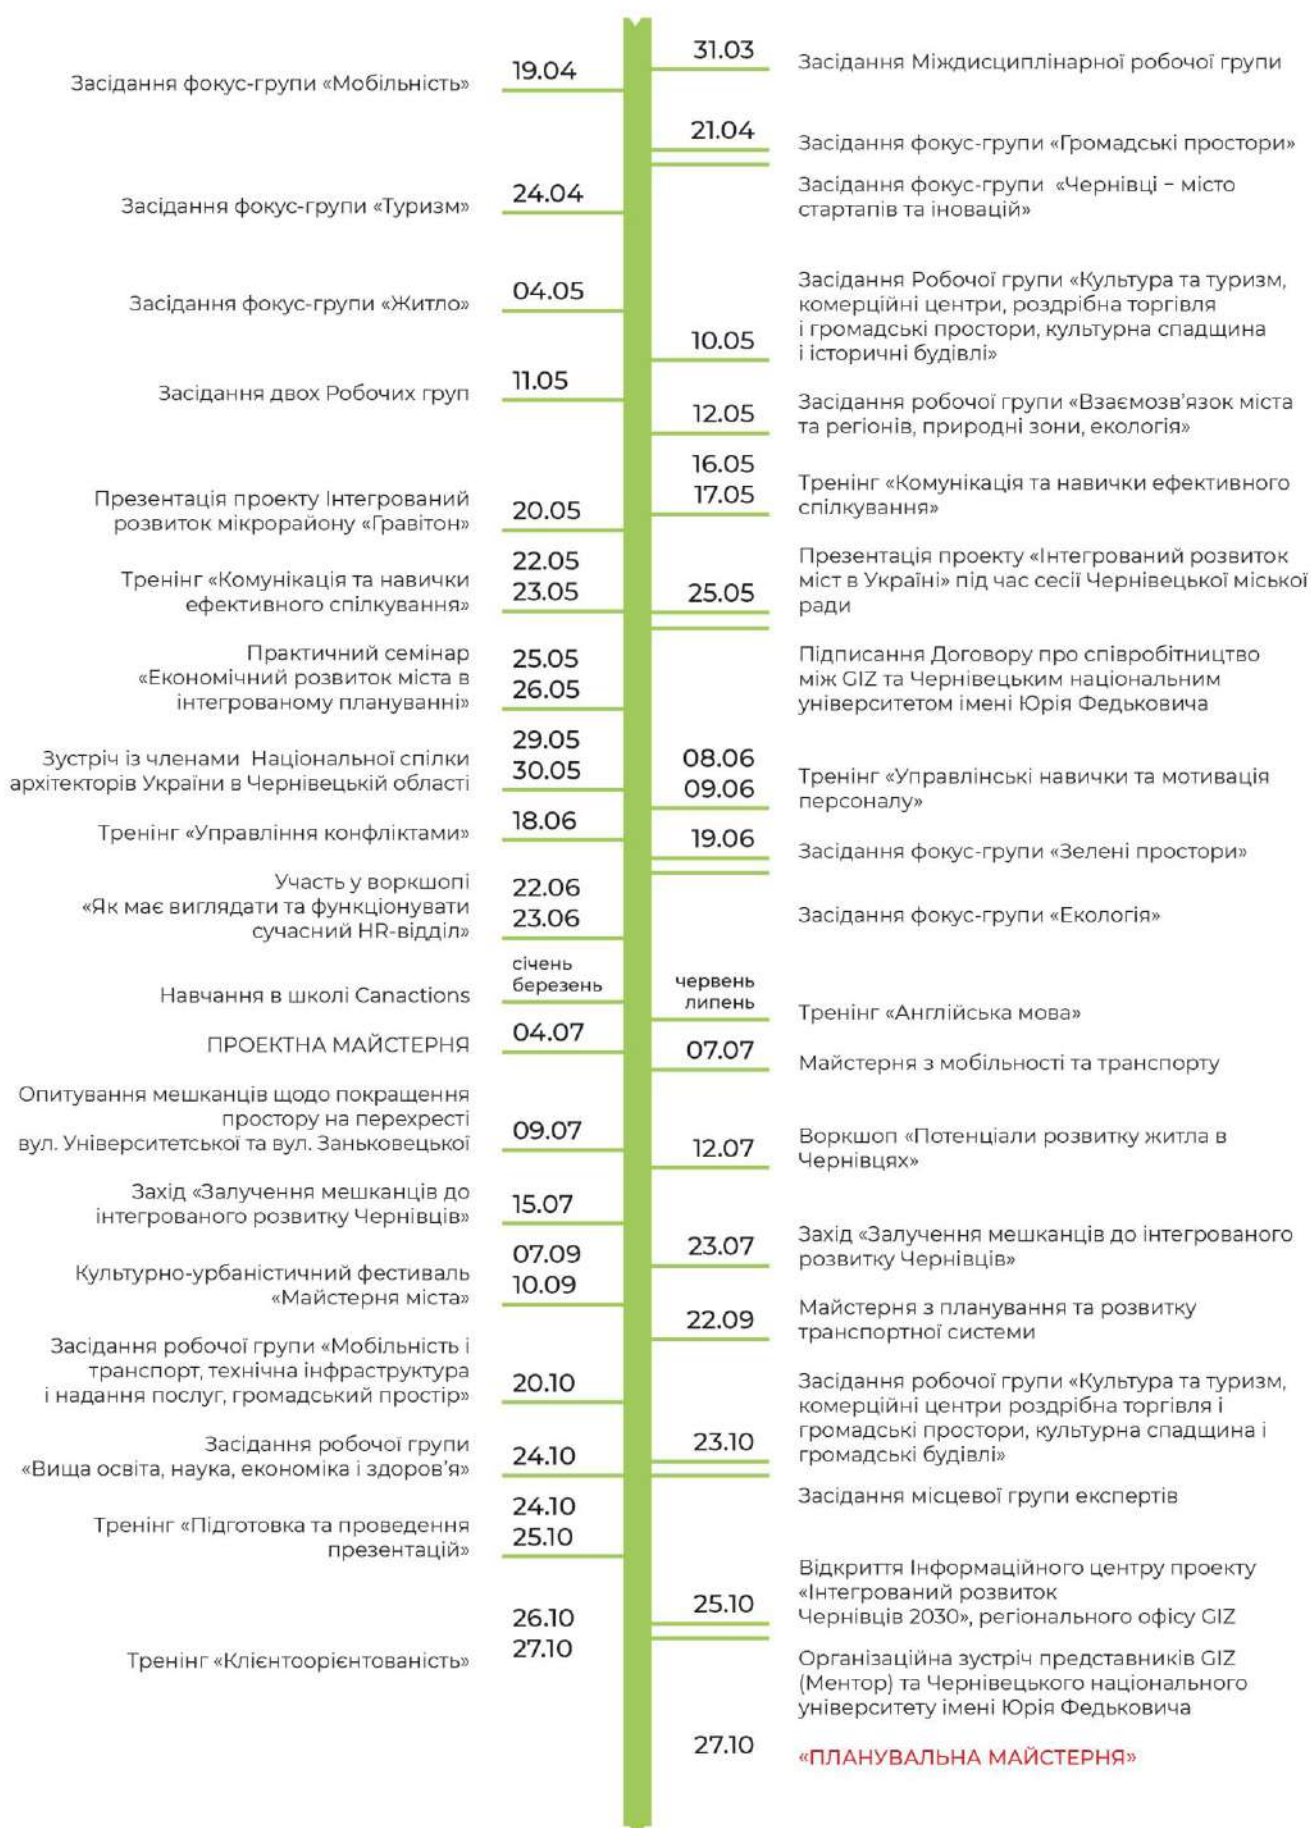 31.03
Засідання Міждисциплінарної робочої групи
19.04
Засідання фокус-групи «Мобільність»
21.04
Засідання фокус-групи «Громадські простори»
Засідання фокус-групи «Чернівці – місто
стартапів та іновацій»
24.04
Засідання фокус-групи «Туризм»
04.05
Засідання фокус-групи «Житло»
Засідання Робочої групи «Культура та туризм,
комерційні центри, роздрібна торгівля
і громадські простори, культурна спадщина
і історичні будівлі»
10.05
11.05
Засідання двох Робочих груп
12.05
Засідання робочої групи «Взаємозв'язок міста
та регіонів, природні зони, екологія»
16.05
17.05
Тренінг «Комунікація та навички ефективного
спілкування»
Презентація проекту Інтегрований
розвиток мікрорайону «Гравітон»
20.05
22.05
23.05
Тренінг «Комунікація та навички
ефективного спілкування»
Презентація проекту «Інтегрований розвиток
міст в Україні» під час сесії Чернівецької міської
ради
25.05
Підписання Договору про співробітництво
між GIZ та Чернівецьким національним
університетом імені Юрія Федьковича
Практичний семінар
«Економічний розвиток міста в
інтегрованому плануванні»
25.05
26.05
29.05
30.05
Зустріч із членами Національної спілки
архітекторів України в Чернівецькій області
08.06
09.06
Тренінг «Управлінські навички та мотивація
персоналу»
18.06
Тренінг «Управління конфліктами»
19.06
Засідання фокус-групи «Зелені простори»
Засідання фокус-групи «Екологія»
Участь у воркшопі
«Як має виглядати та функціонувати
сучасний HR-відділ»
22.06
23.06
січень
березень
Навчання в школі Canactions
червень
липень
Тренінг «Англійська мова»
04.07
ПРОЕКТНА МАЙСТЕРНЯ
07.07
Майстерня з мобільності та транспорту
Опитування мешканців щодо покращення
простору на перехресті
вул. Університетської та вул. Заньковецької
09.07
12.07
Воркшоп «Потенціали розвитку житла в
Чернівцях»
Захід «Залучення мешканців до
інтегрованого розвитку Чернівців»
15.07
23.07
Захід «Залучення мешканців до інтегрованого
розвитку Чернівців»
07.09
10.09
Культурно-урбаністичний фестиваль
«Майстерня міста»
22.09
Майстерня з планування та розвитку
транспортної системи
Засідання робочої групи «Мобільність і
транспорт, технічна інфраструктура
і надання послуг, громадський простір»
20.10
Засідання робочої групи «Культура та туризм,
комерційні центри роздрібна торгівля і
громадські простори, культурна спадщина і
громадські будівлі»
23.10
Засідання місцевої групи експертів
Засідання робочої групи
«Вища освіта, наука, економіка і здоров'я»
24.10
24.10
25.10
Тренінг «Підготовка та проведення
презентацій»
Відкриття Інформаційного центру проекту
«Інтегрований розвиток
Чернівців 2030», регіонального офісу GIZ
25.10
Організаційна зустріч представників GIZ
(Ментор) та Чернівецького національного
університету імені Юрія Федьковича
26.10
27.10
Тренінг «Клієнтоорієнтованість»
27.10
«ПЛАНУВАЛЬНА МАЙСТЕРНЯ»